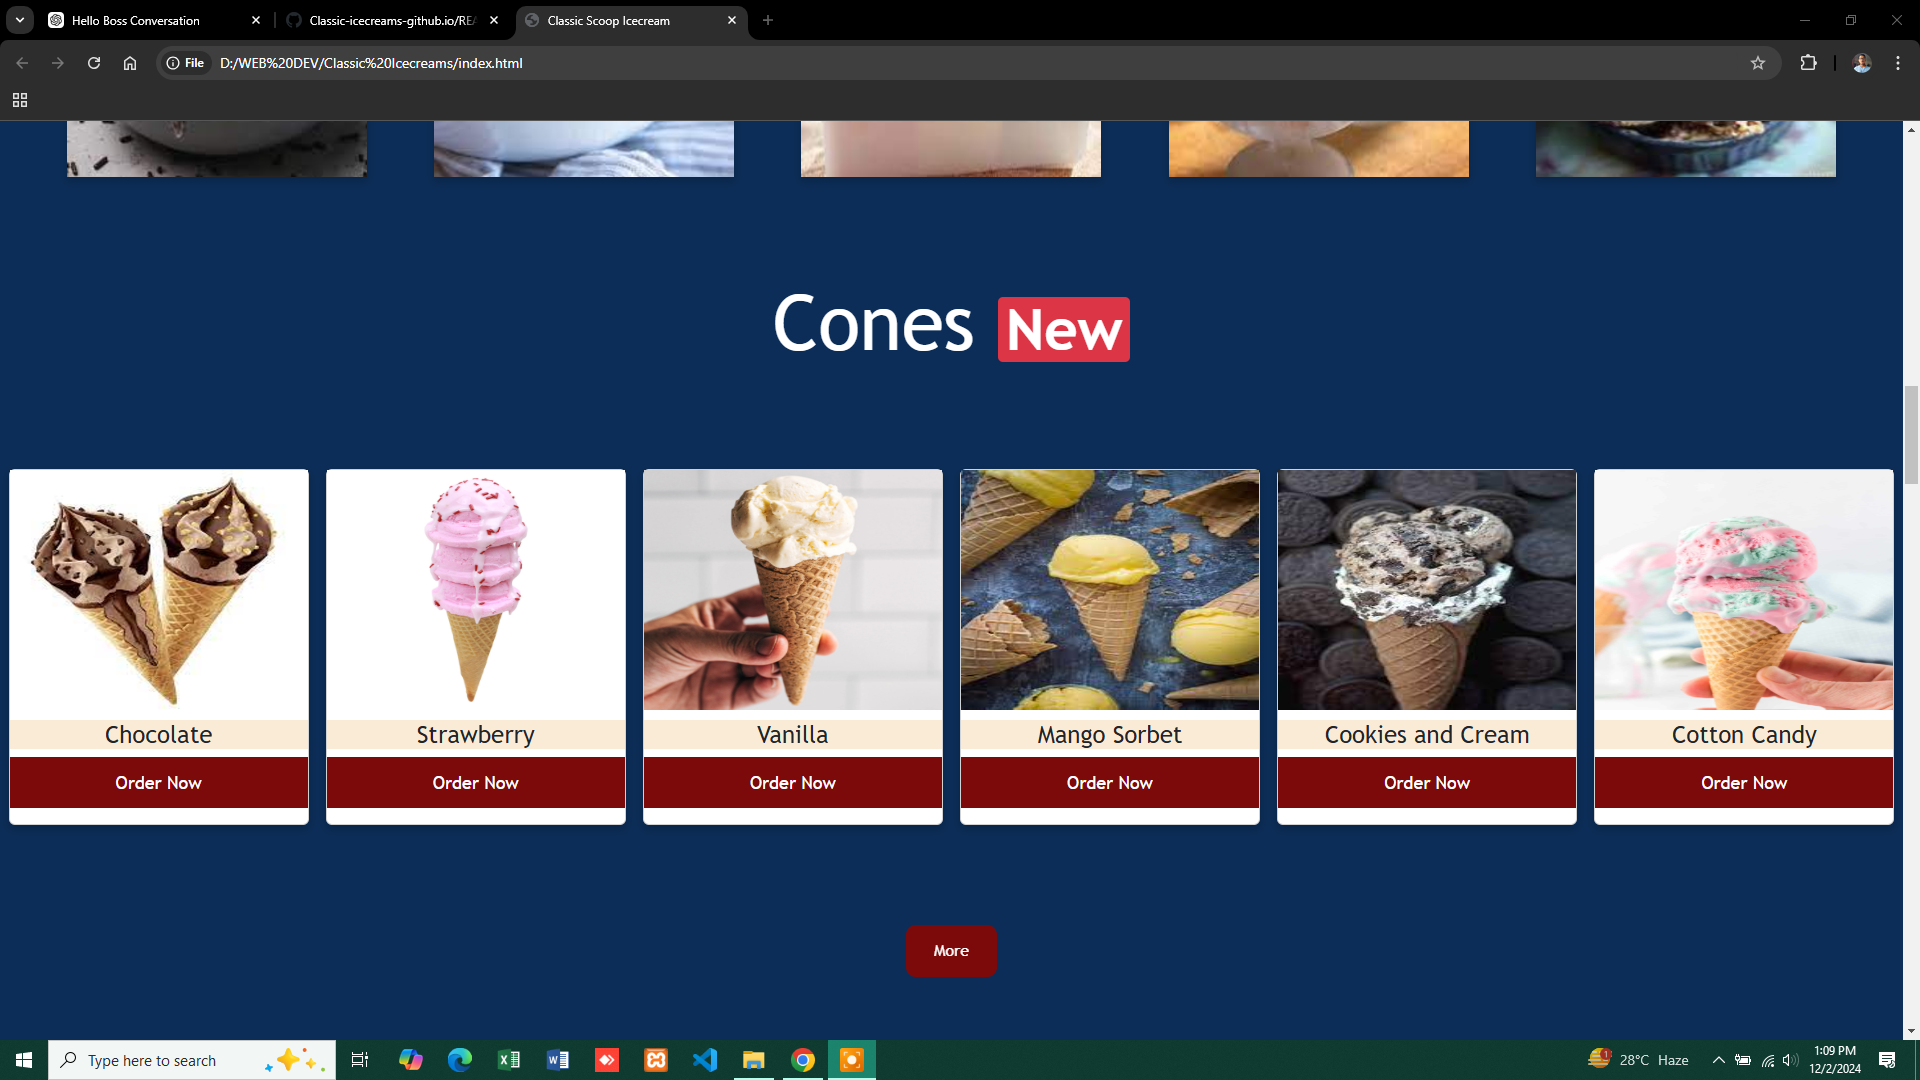 Hello Boss Conversation
Classic-icecreams-github.io/REA
Classic Scoop Icecream
File
D:/WEB%20DEV/Classic%20Icecreams/index.html
Cones New
Chocolate
Strawberry
Vanilla
Mango Sorbet
Cookies and Cream
Cotton Candy
Order Now
Order Now
Order Now
Order Now
Order Now
Order Now
More
Type here to search
1
28°C Haze
1:09 PM
12/2/2024